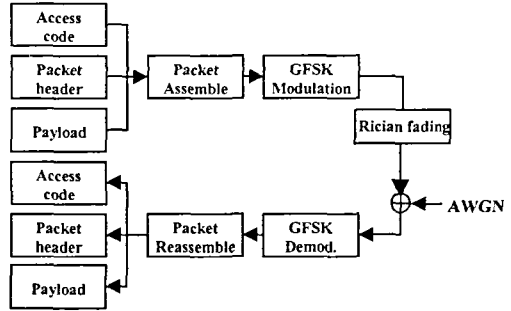 Access
code
Packet
header
Payload
Packet
Assemble
GFSK
Modulation
Rician fading
AWGN
GFSK
Demod.
Packet
Reassemble
Access
code
Packet
header
Payload